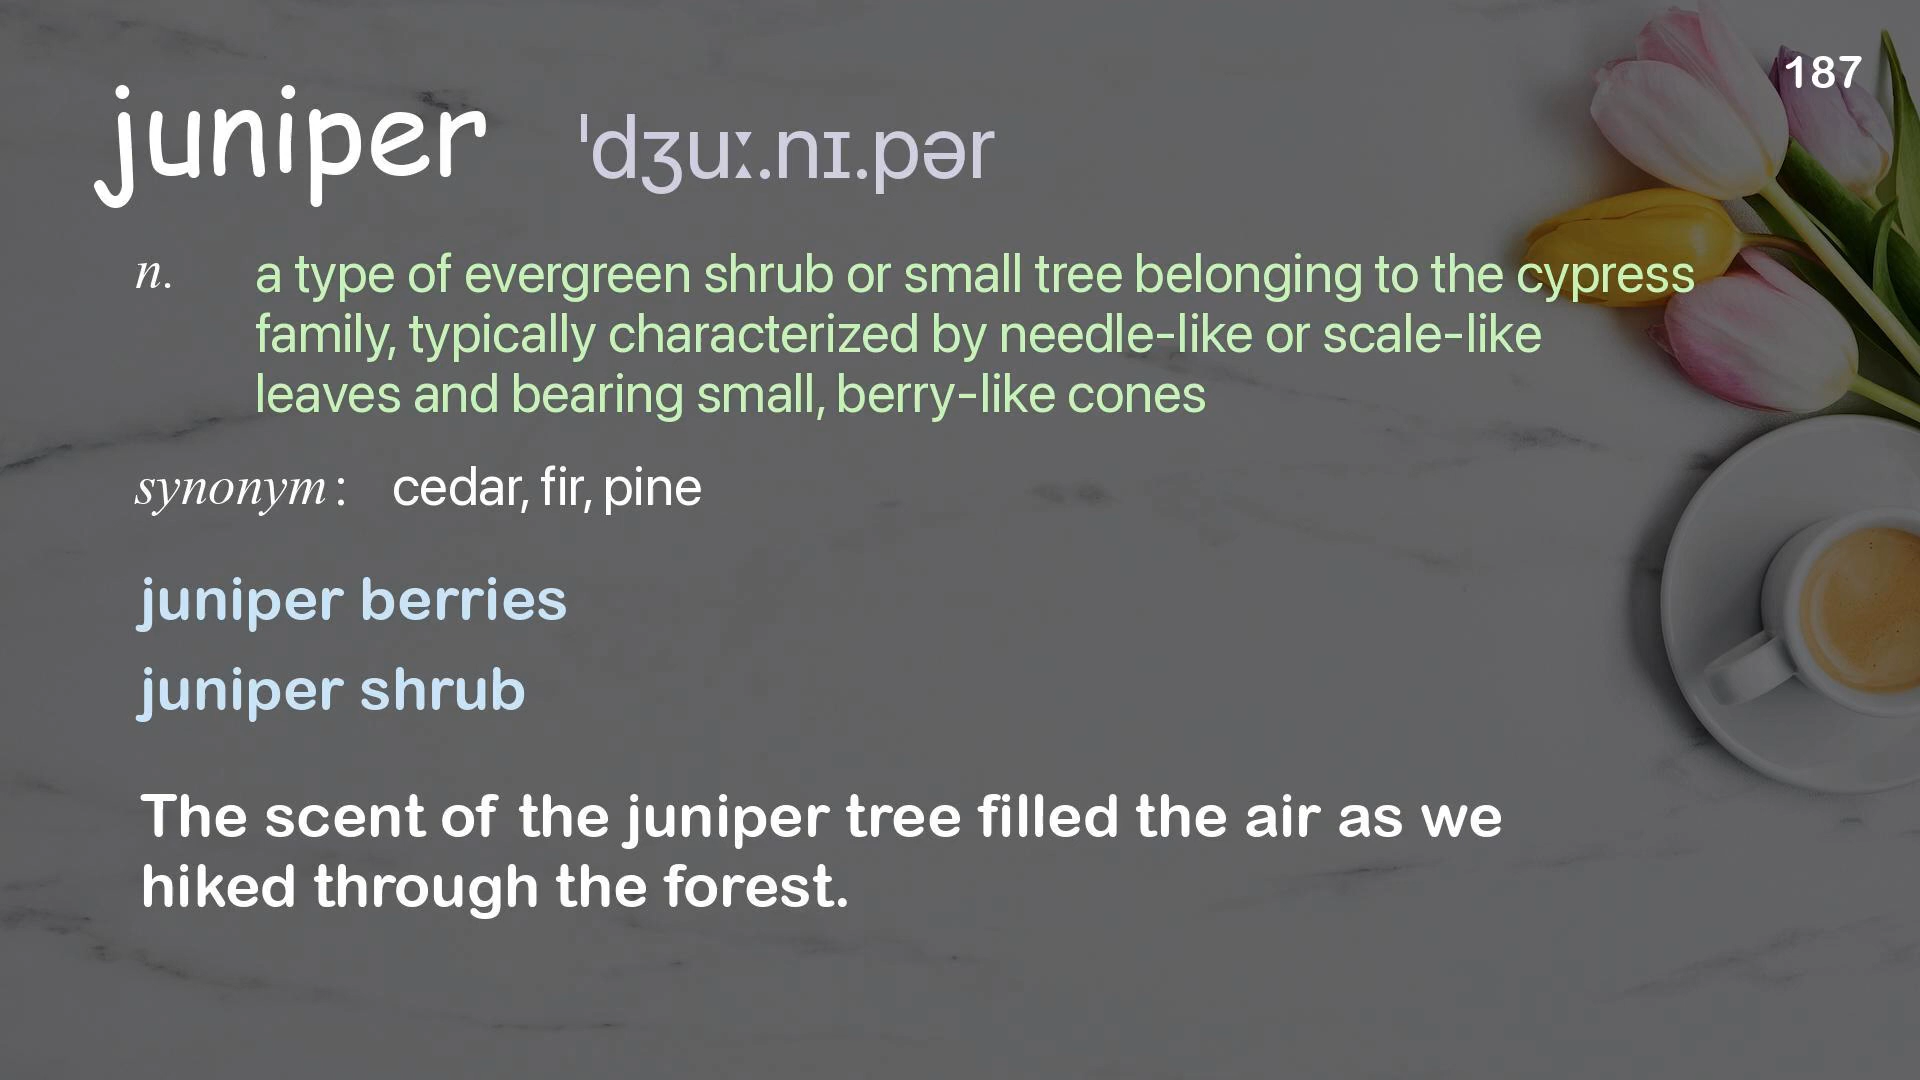 187
juniper ˈdʒuː.nɪ.pər
n. a type of evergreen shrub or small tree belonging to the cypress
family, typically characterized by needle-like or scale-like
leaves and bearing small, berry-like cones
synonym: cedar, fir, pine
juniper berries
juniper shrub
The scent of the juniper tree filled the air as we
hiked through the forest.